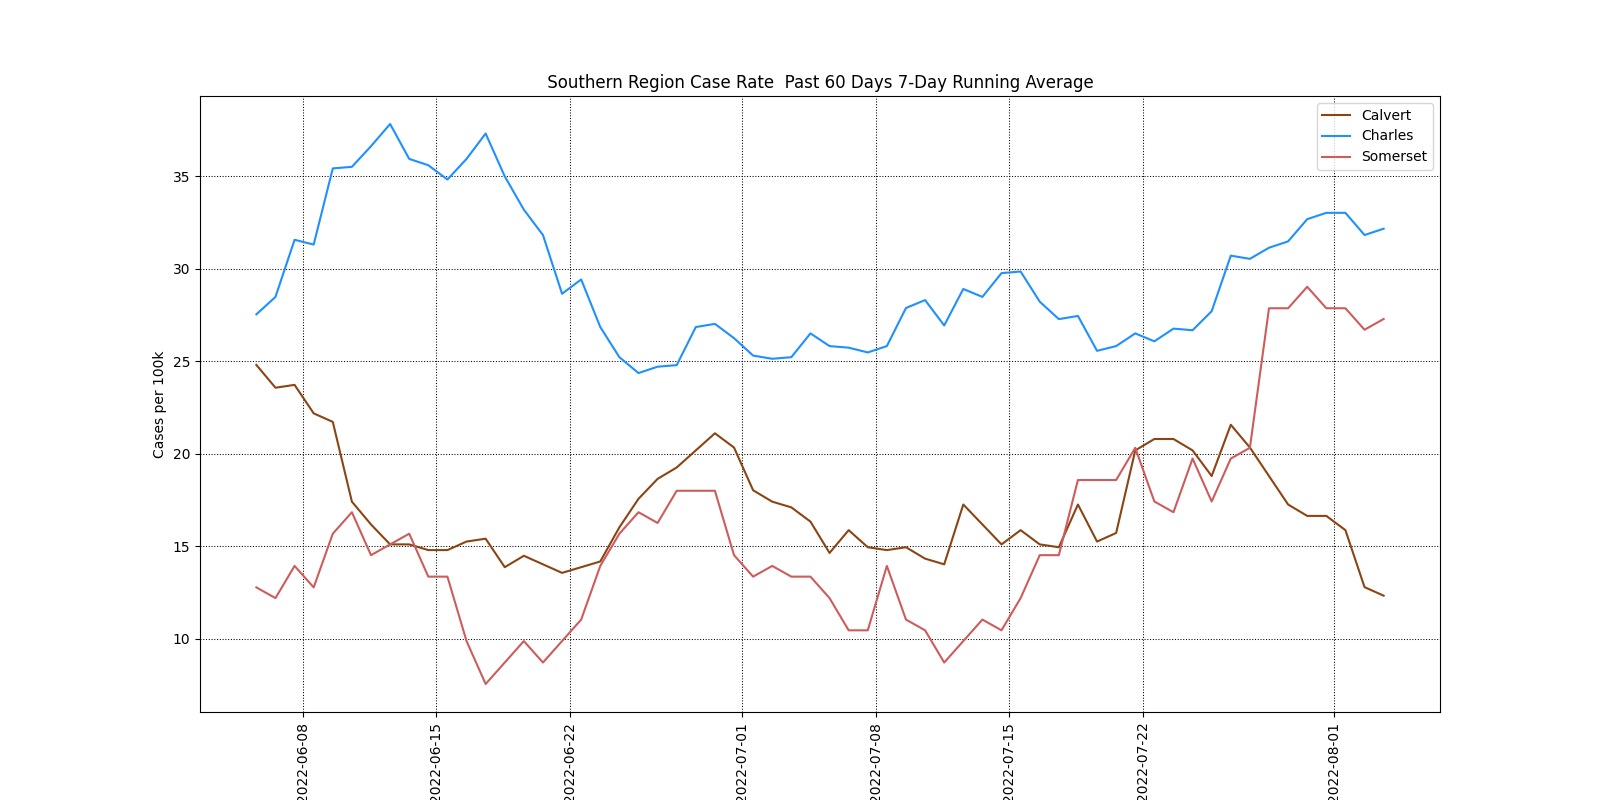 Southern Region Case Rate  Past 60 Days 7-Day Running Average
Calvert
Charles
Somerset
Cases per 100k
35
30
25
20
15
10
2022-06-08
2022-06-15
2022-06-22
2022-07-01
2022-07-08
2022-07-15
2022-07-22
2022-08-01